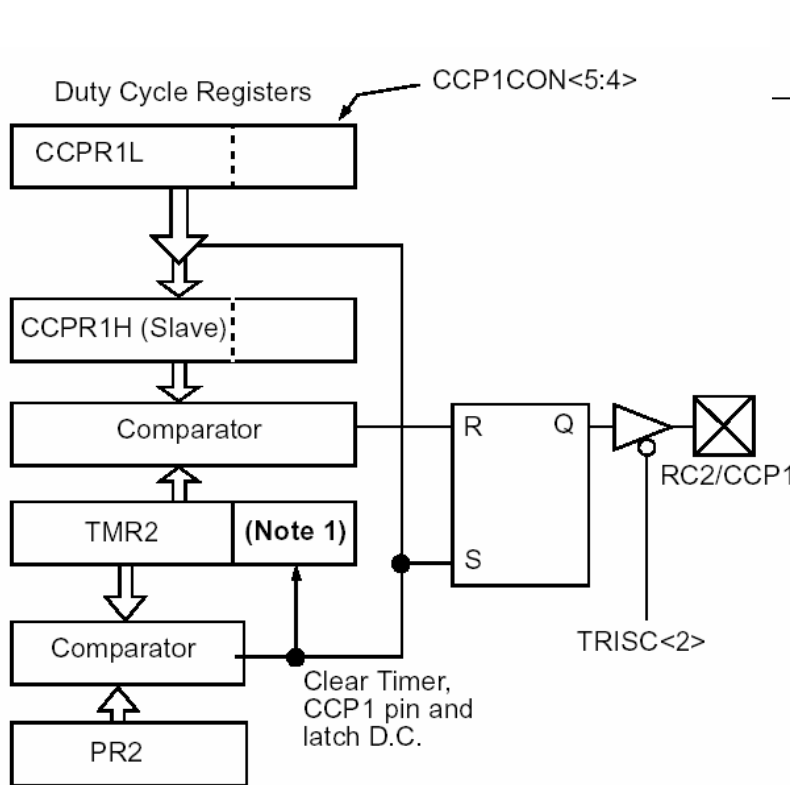 Duty Cycle Registers
CCP1CON<5:4>
CCPR1L
CCPR1H (Slave)
Comparator
R
Q
RC2/CCP1
TMR2
(Note 1)
S
TRISC<2>
Comparator
Clear Timer,
CCP1 pin and
latch D.C.
PR2